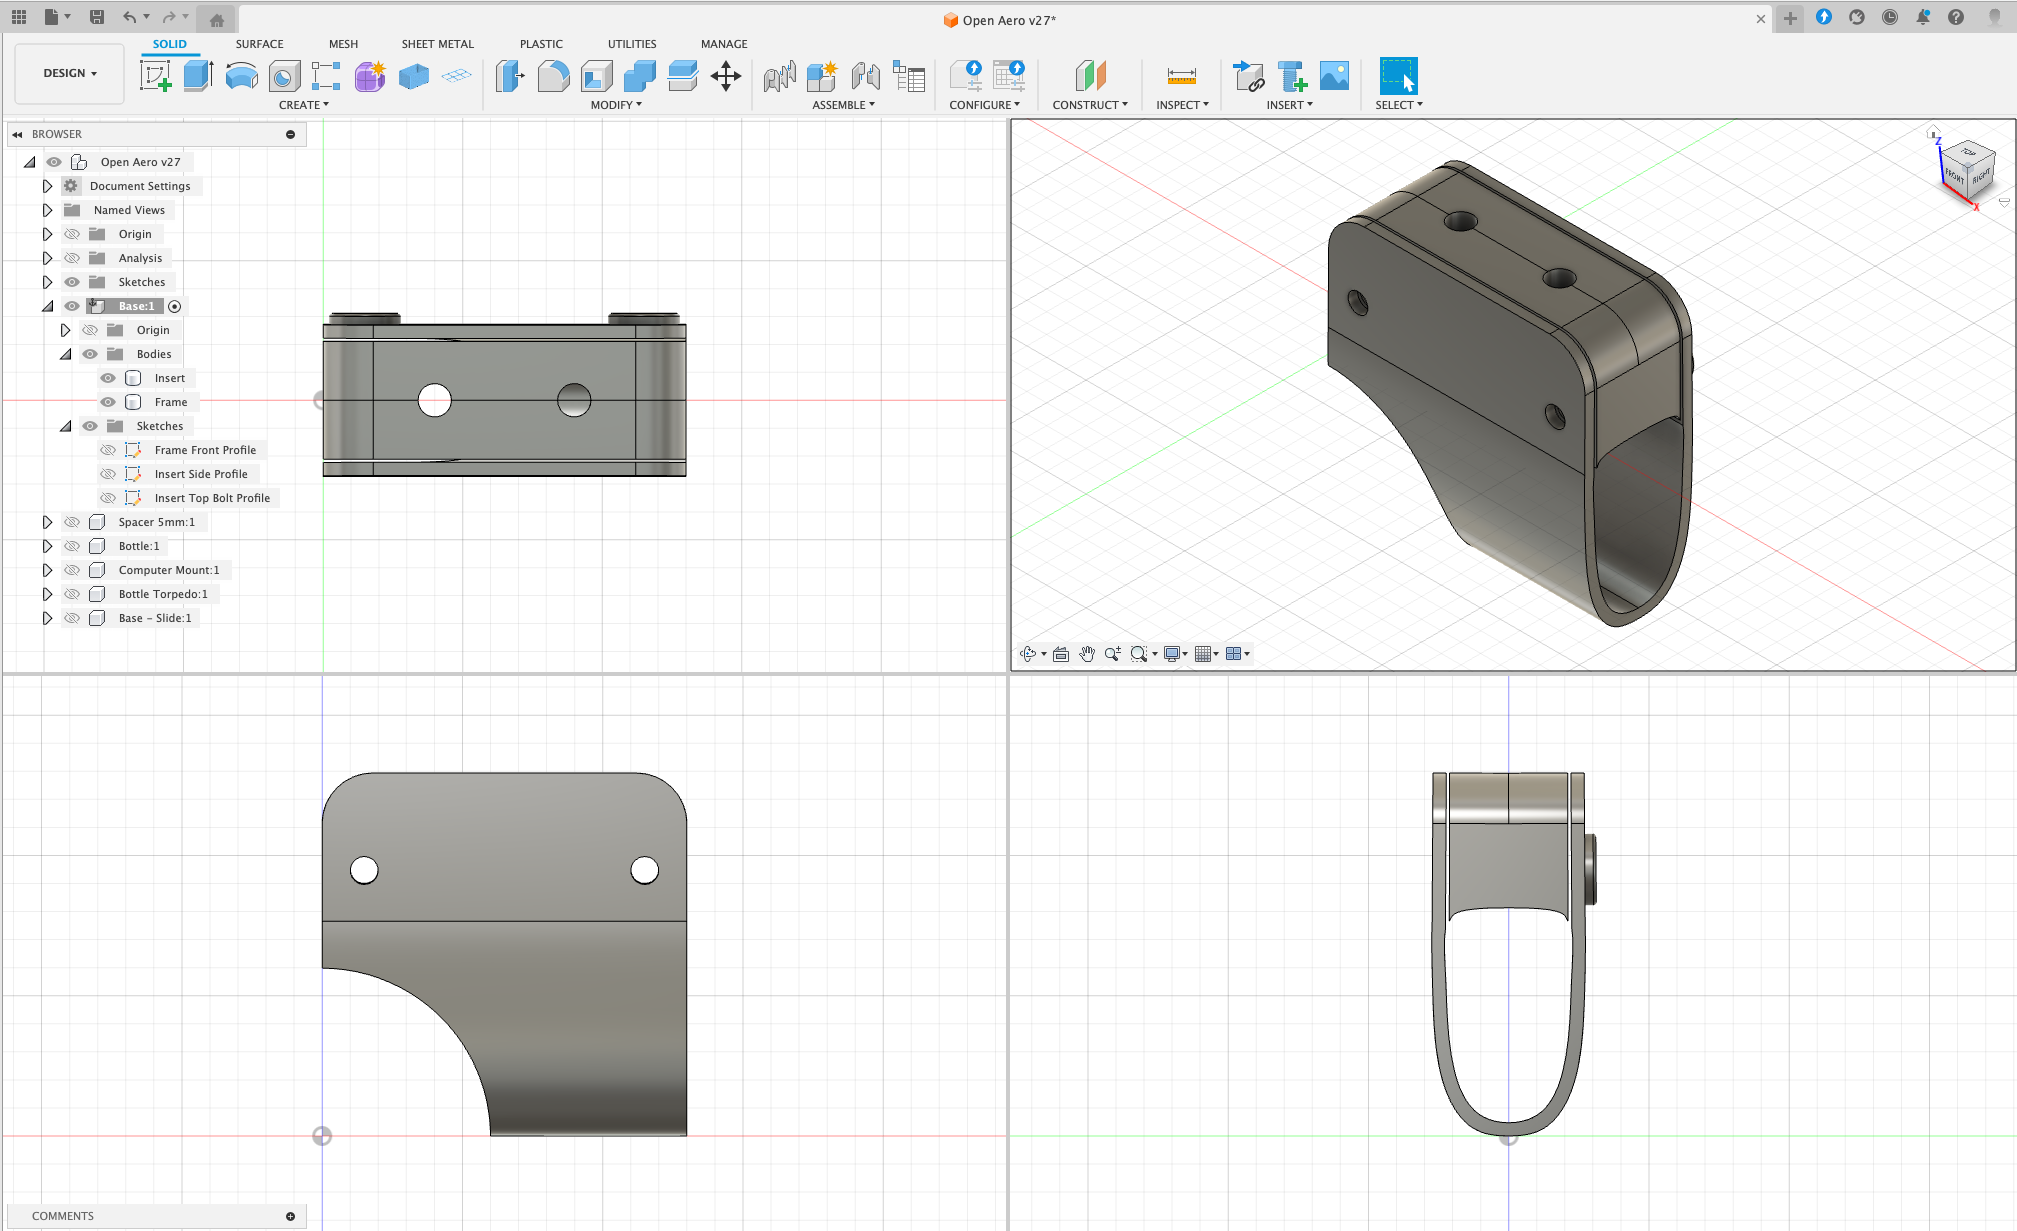 Open Aero v27*
DESIGN
SOLID
SURFACE
MESH
SHEET METAL
PLASTIC
UTILITIES
MANAGE
CREATE
MODIFY
ASSEMBLE
CONFIGURE
CONSTRUCT
INSPECT
INSERT
SELECT
BROWSER
Open Aero v27
Document Settings
Named Views
Origin
Analysis
Sketches
Base:1
Origin
Bodies
Insert
Frame
Sketches
Frame Front Profile
Insert Side Profile
Insert Top Bolt Profile
Spacer 5mm:1
Bottle:1
Computer Mount:1
Bottle Torpedo:1
Base - Slide:1
Z
TOP
FRONT
RIGHT
X
COMMENTS